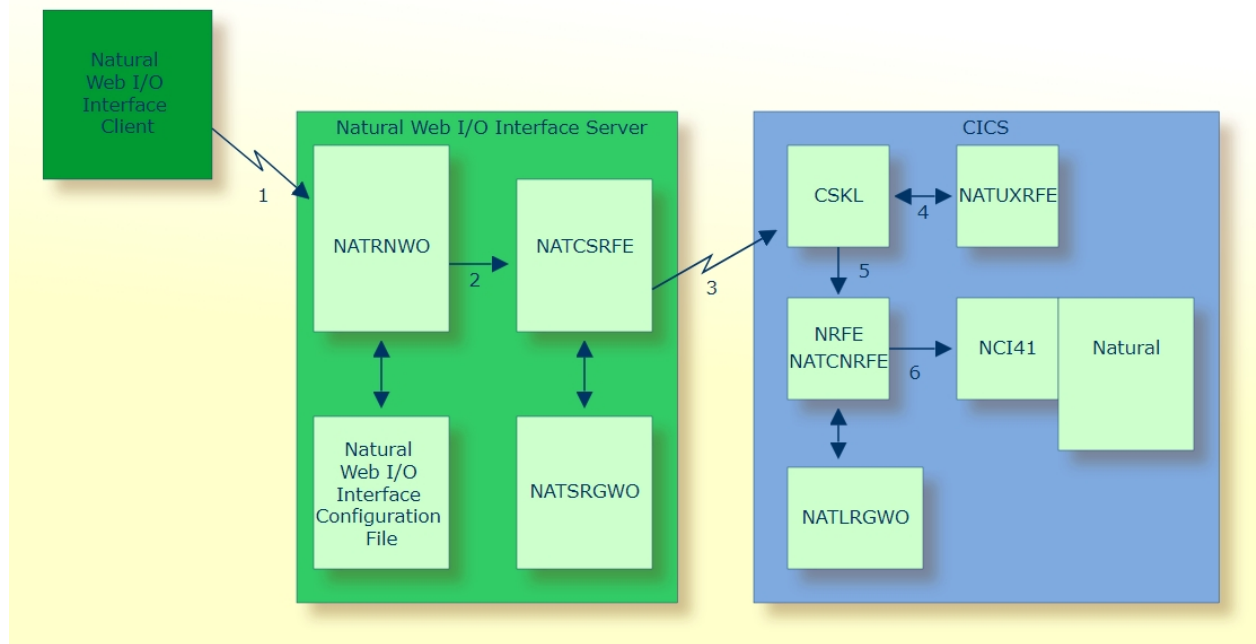 Natural
Web I/O
Interface
Client
1
Natural Web I/O Interface Server
NATRNWO
2
NATCSRFE
Natural
Web I/O
Interface
Configuration
File
NATSRGWO
3
CICS
CSKL
4
NATUXRFE
5
NRFE
NATCNRFE
6
NCI41
Natural
NATLRGWO